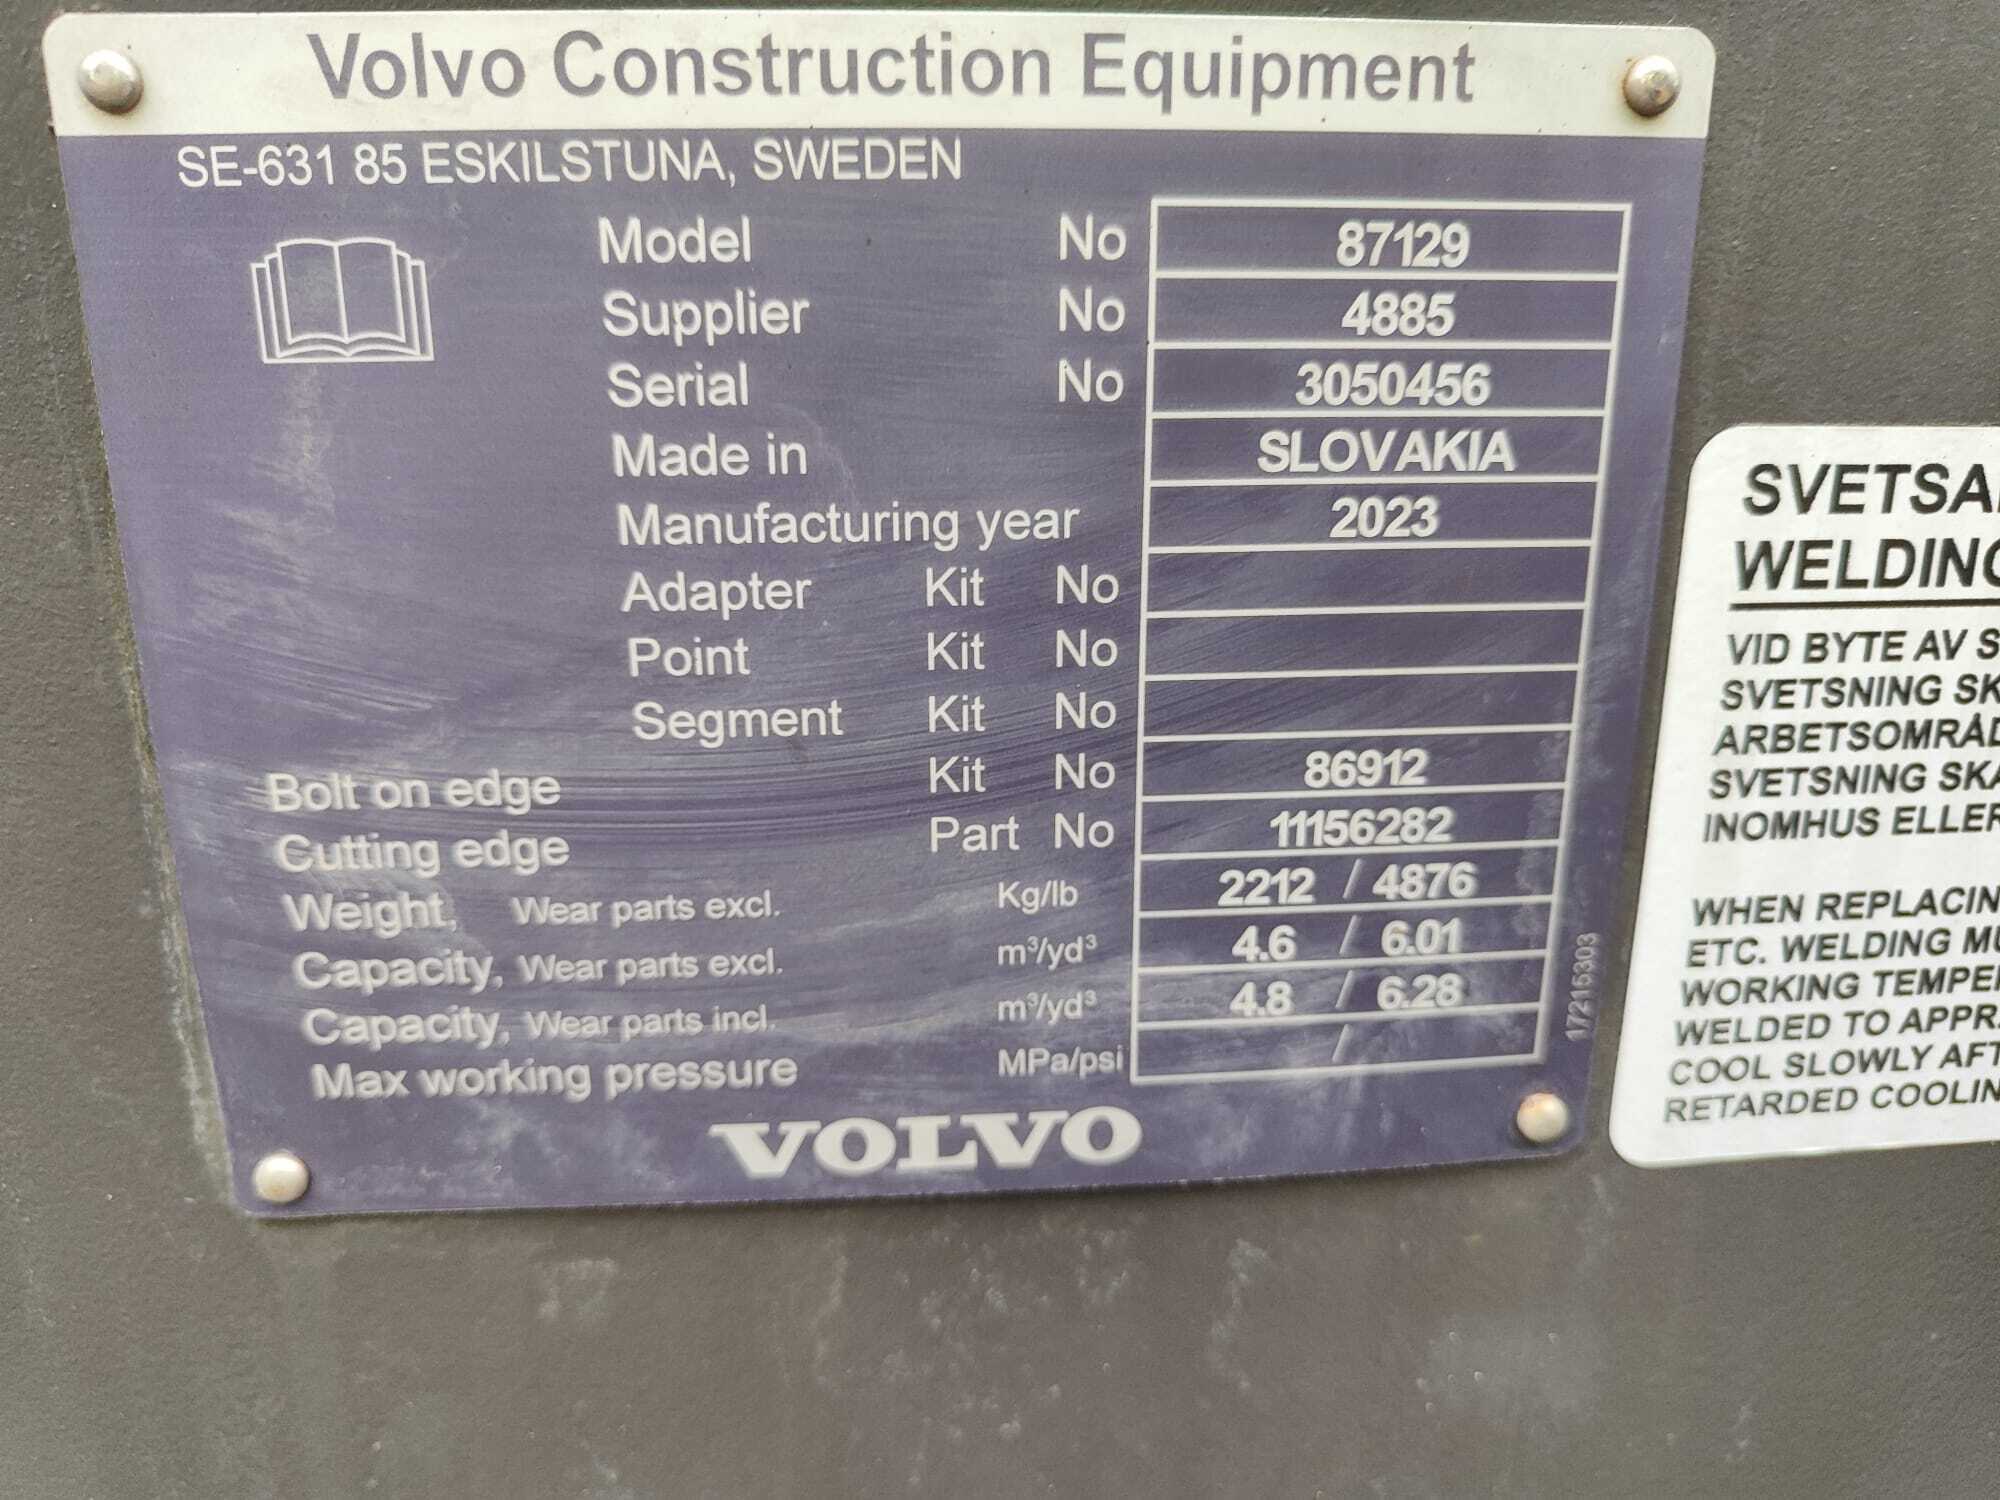 Volvo Construction Equipment
SE-631 85 ESKILSTUNA, SWEDEN
Model No 87129
Supplier No 4885
Serial No 3050456
Made in SLOVAKIA
Manufacturing year 2023
Adapter Kit No
Point Kit No
Segment Kit No
Bolt on edge Kit No 86912
Cutting edge Part No 11156282
Weight, Wear parts excl. Kg/lb 2212 / 4876
Capacity, Wear parts excl. m³/yd³ 4.6 / 6.01
Capacity, Wear parts incl. m³/yd³ 4.8 / 6.28
Max working pressure MPa/psi /
17215303
VOLVO
SVETSA
WELDING
VID BYTE AV S
SVETSNING SK
ARBETSOMRÅD
SVETSNING SKA
INOMHUS ELLER
WHEN REPLACIN
ETC. WELDING MU
WORKING TEMPER
WELDED TO APPR.
COOL SLOWLY AFT
RETARDED COOLIN